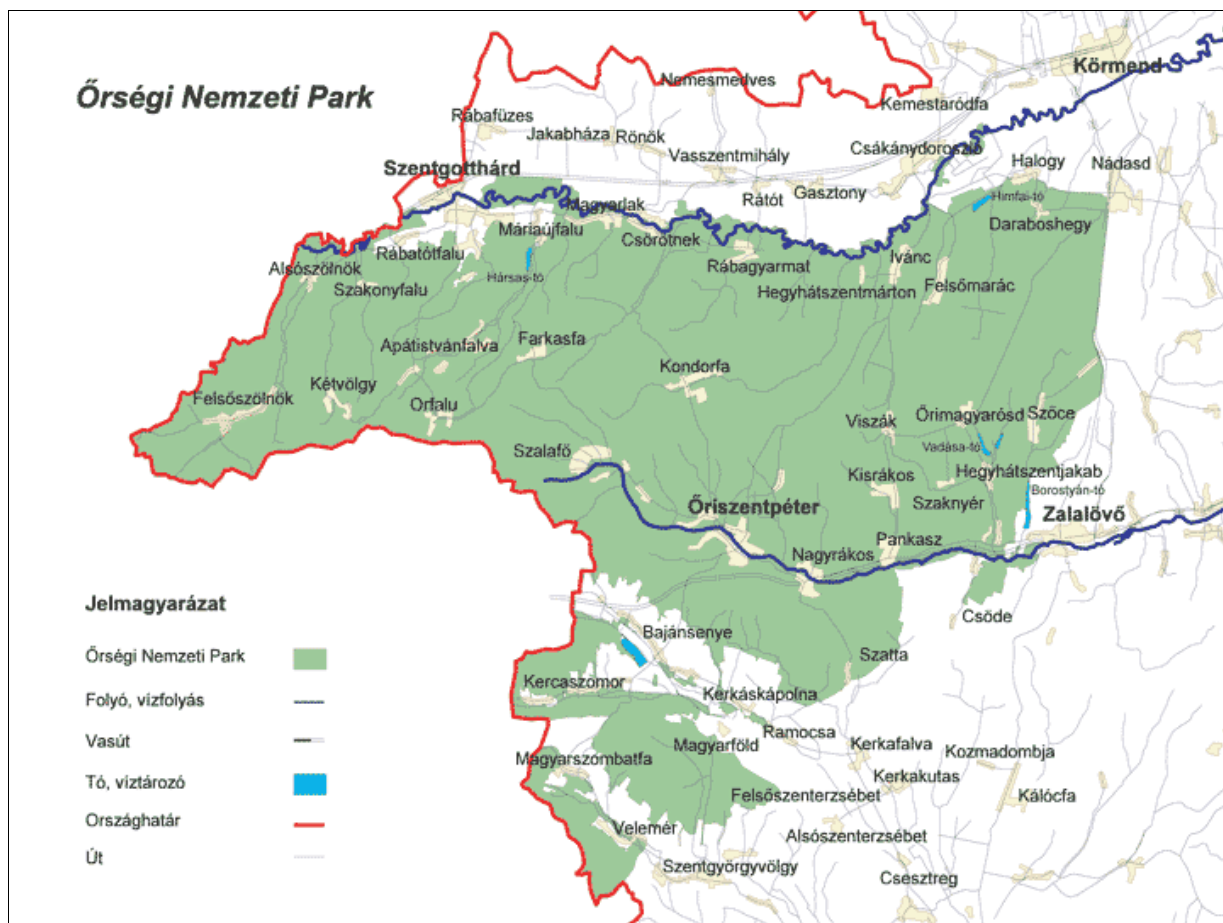 Őrségi Nemzeti Park
Körmend
Nemesmedves
Kemestaródfa
Rábafüzes
Jakabháza
Rönök
Vasszentmihály
Csákánydoroszló
Halogy
Nádasd
Szentgotthárd
Rátót
Gasztony
Himfai-tó
Magyarlak
Daraboshegy
Máriaújfalu
Csörötnek
Rábatótfalu
Alsószölnök
Hársas-tó
Rábagyarmat
Ivánc
Szakonyfalu
Hegyhátszentmárton
Felsőmarác
Apátistvánfalva
Farkasfa
Kondorfa
Felsőszölnök
Kétvölgy
Orfalu
Viszák
Őrimagyarósd
Szőce
Szalafő
Vadása-tó
Kisrákos
Hegyhátszentjakab
Szaknyér
Borostyán-tó
Őriszentpéter
Zalalövő
Pankasz
Nagyrákos
Csöde
Bajánsenye
Szatta
Kercaszomor
Kerkáskápolna
Ramocsa
Magyarföld
Kerkafalva
Kozmadombja
Magyarszombatfa
Kerkakutas
Felsőszenterzsébet
Kálócfa
Velemér
Alsószenterzsébet
Szentgyörgyvölgy
Csesztreg
Jelmagyarázat
Őrségi Nemzeti Park
Folyó, vízfolyás
Vasút
Tó, víztározó
Országhatár
Út